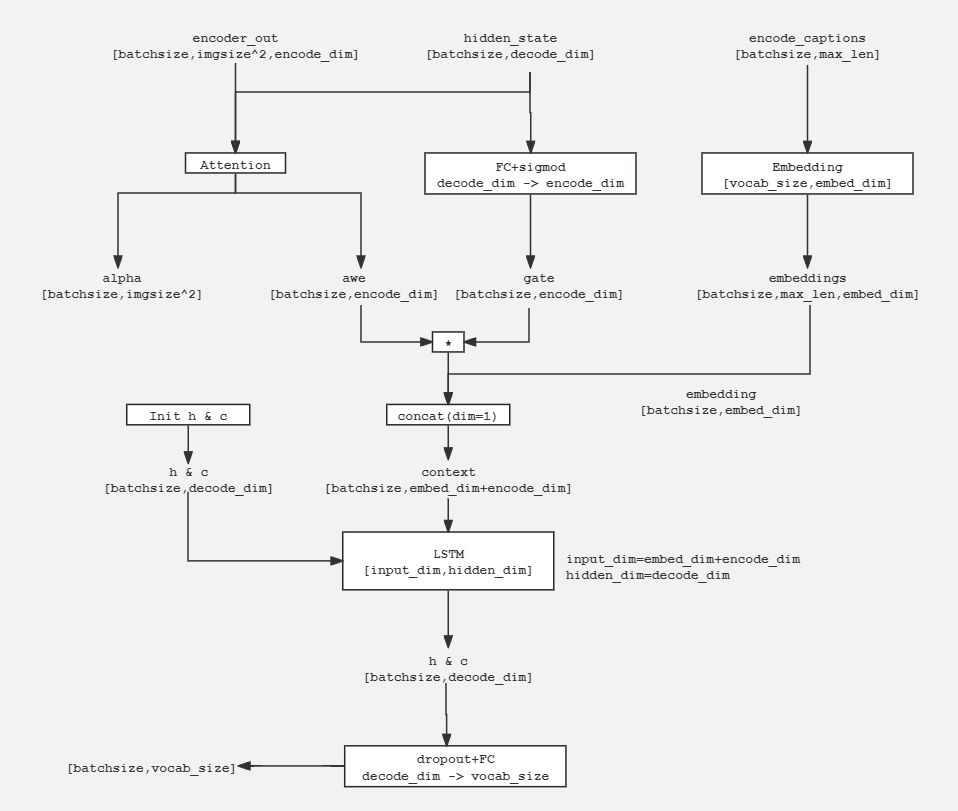 encoder_out
[batchsize,imgsize^2,encode_dim]
hidden_state
[batchsize,decode_dim]
encode_captions
[batchsize,max_len]
Attention
FC+sigmod
decode_dim -> encode_dim
Embedding
[vocab_size,embed_dim]
alpha
[batchsize,imgsize^2]
awe
[batchsize,encode_dim]
gate
[batchsize,encode_dim]
embeddings
[batchsize,max_len,embed_dim]
★
embedding
[batchsize,embed_dim]
Init h & c
concat(dim=1)
h & c
[batchsize,decode_dim]
context
[batchsize,embed_dim+encode_dim]
LSTM
[input_dim,hidden_dim]
input_dim=embed_dim+encode_dim
hidden_dim=decode_dim
h & c
[batchsize,decode_dim]
dropout+FC
decode_dim -> vocab_size
[batchsize,vocab_size]